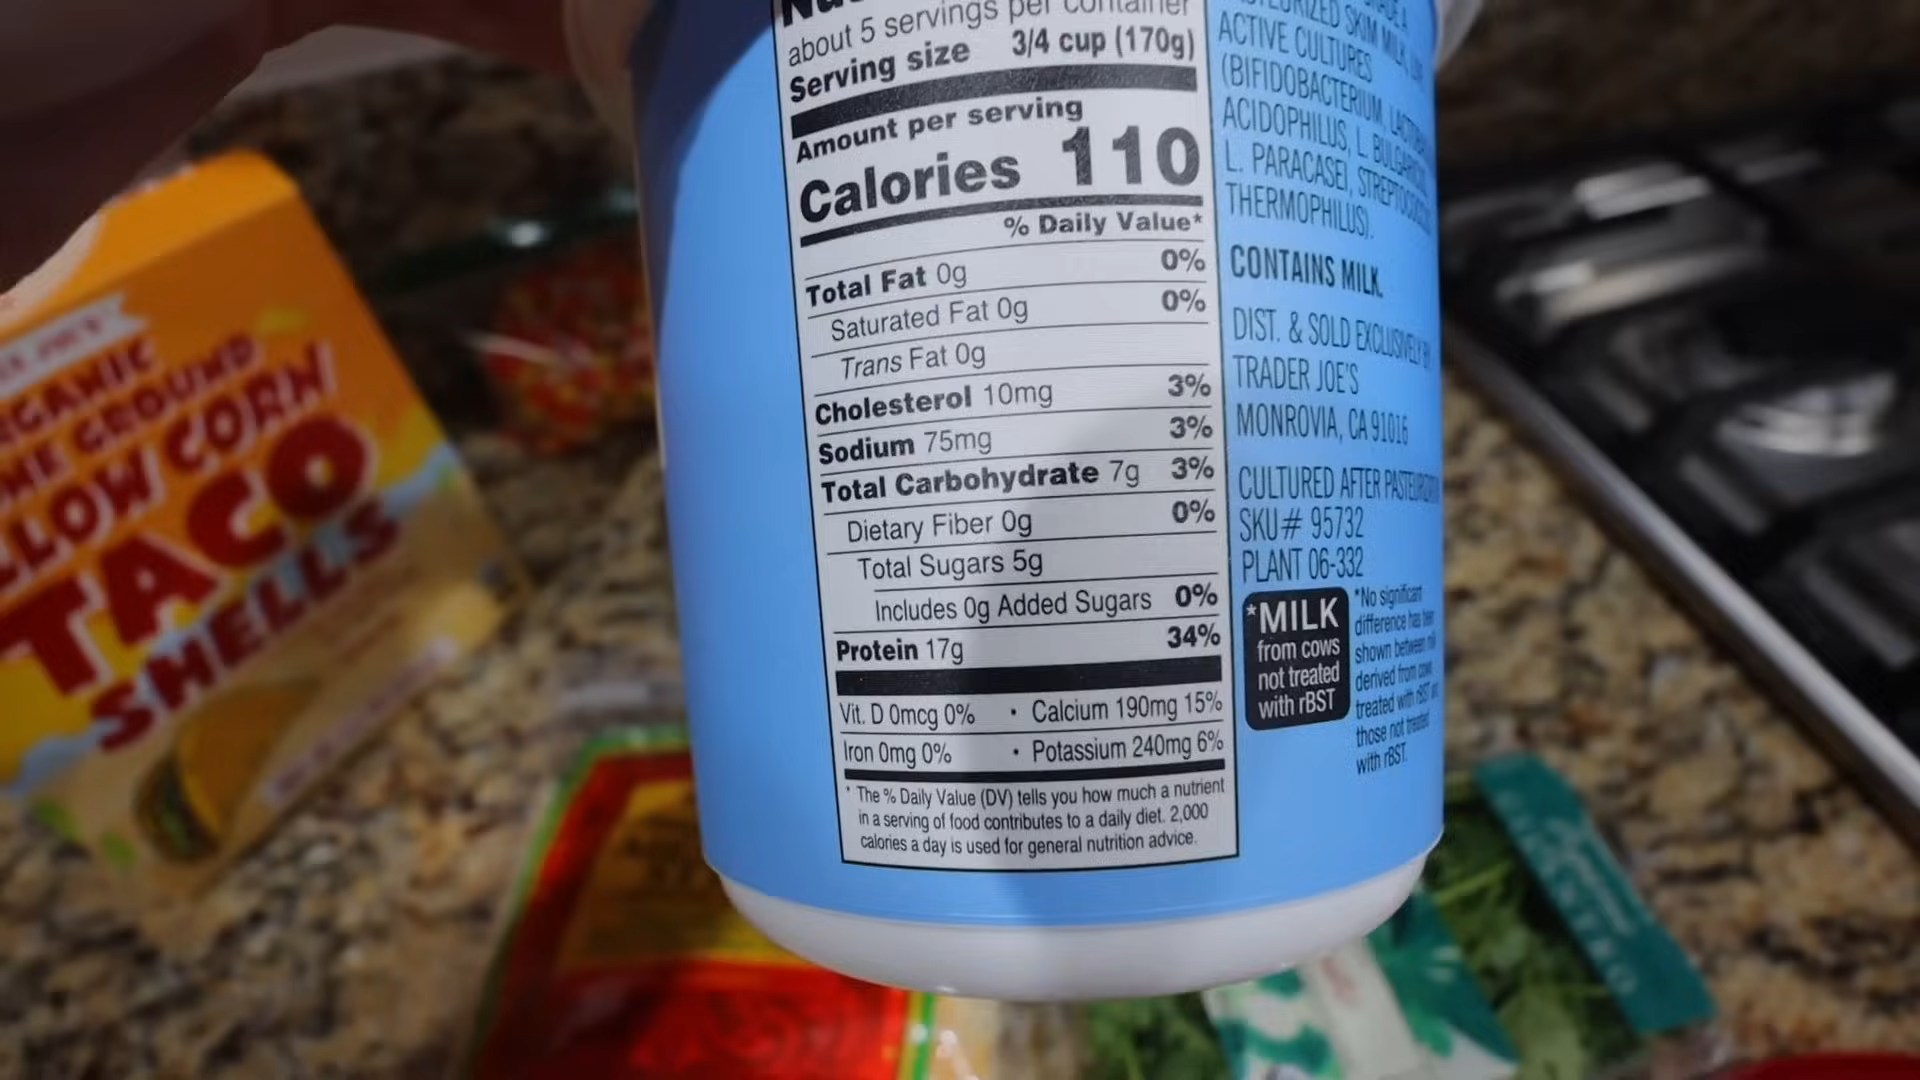 about 5 servings per container
Serving size 3/4 cup (170g)
Amount per serving
Calories 110
% Daily Value*
Total Fat 0g 0%
Saturated Fat 0g 0%
Trans Fat 0g
Cholesterol 10mg 3%
Sodium 75mg 3%
Total Carbohydrate 7g 3%
Dietary Fiber 0g 0%
Total Sugars 5g
Includes 0g Added Sugars 0%
Protein 17g 34%
Vit. D 0mcg 0% • Calcium 190mg 15%
Iron 0mg 0% • Potassium 240mg 6%
* The % Daily Value (DV) tells you how much a nutrient
in a serving of food contributes to a daily diet. 2,000
calories a day is used for general nutrition advice.
SKIM MILK
ACTIVE CULTURES
(BIFIDOBACTERIUM,
ACIDOPHILUS, L.
L. PARACASEI, STREPTOCOCCUS
THERMOPHILUS).
CONTAINS MILK.
DIST. & SOLD EXCLUSIVELY BY
TRADER JOE'S
MONROVIA, CA 91016
CULTURED AFTER PASTEURIZATION
SKU# 95732
PLANT 06-332
*MILK
from cows
not treated
with rBST
*No significant
difference has been
shown between milk
derived from cows
treated with rBST and
those not treated
with rBST.
TACO
SHELLS